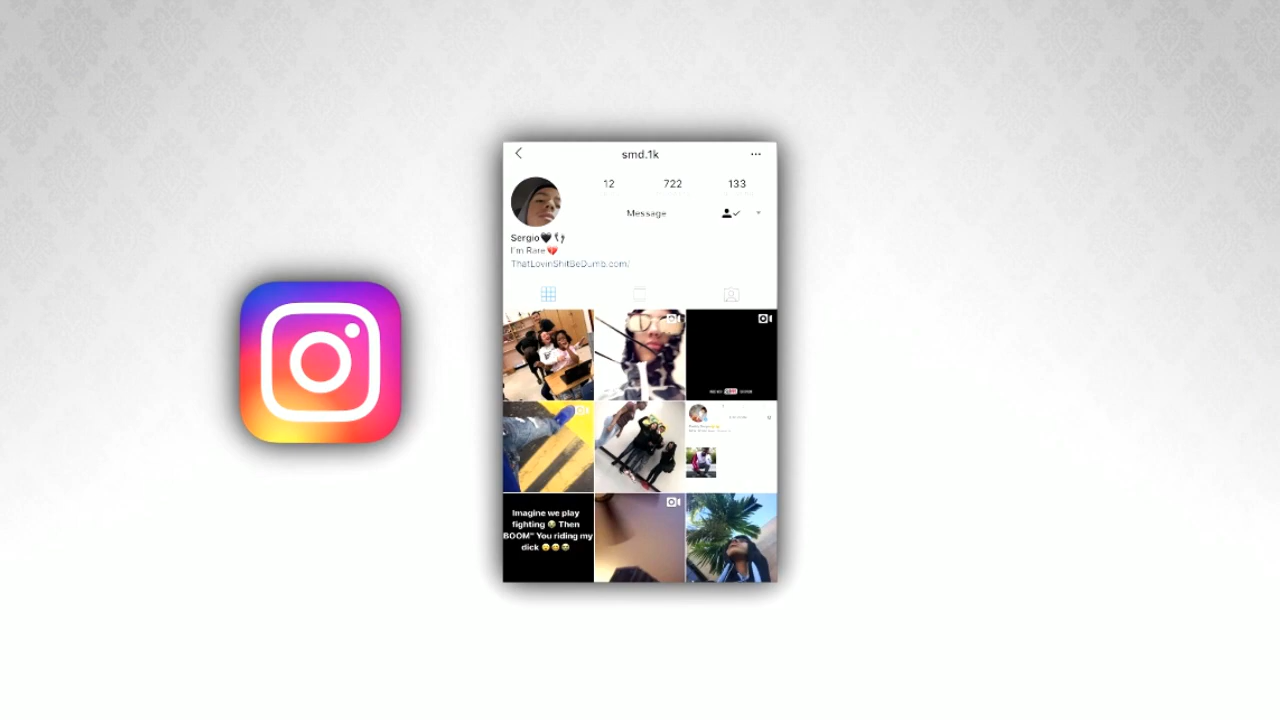 smd.1k
12 722 133
Message
Sergio🖤👣
I'm Rare💔
ThatLovinShitBeDumb.com/
Imagine we play
fighting 😂 Then
BOOM" You riding my
dick 😮😊😂